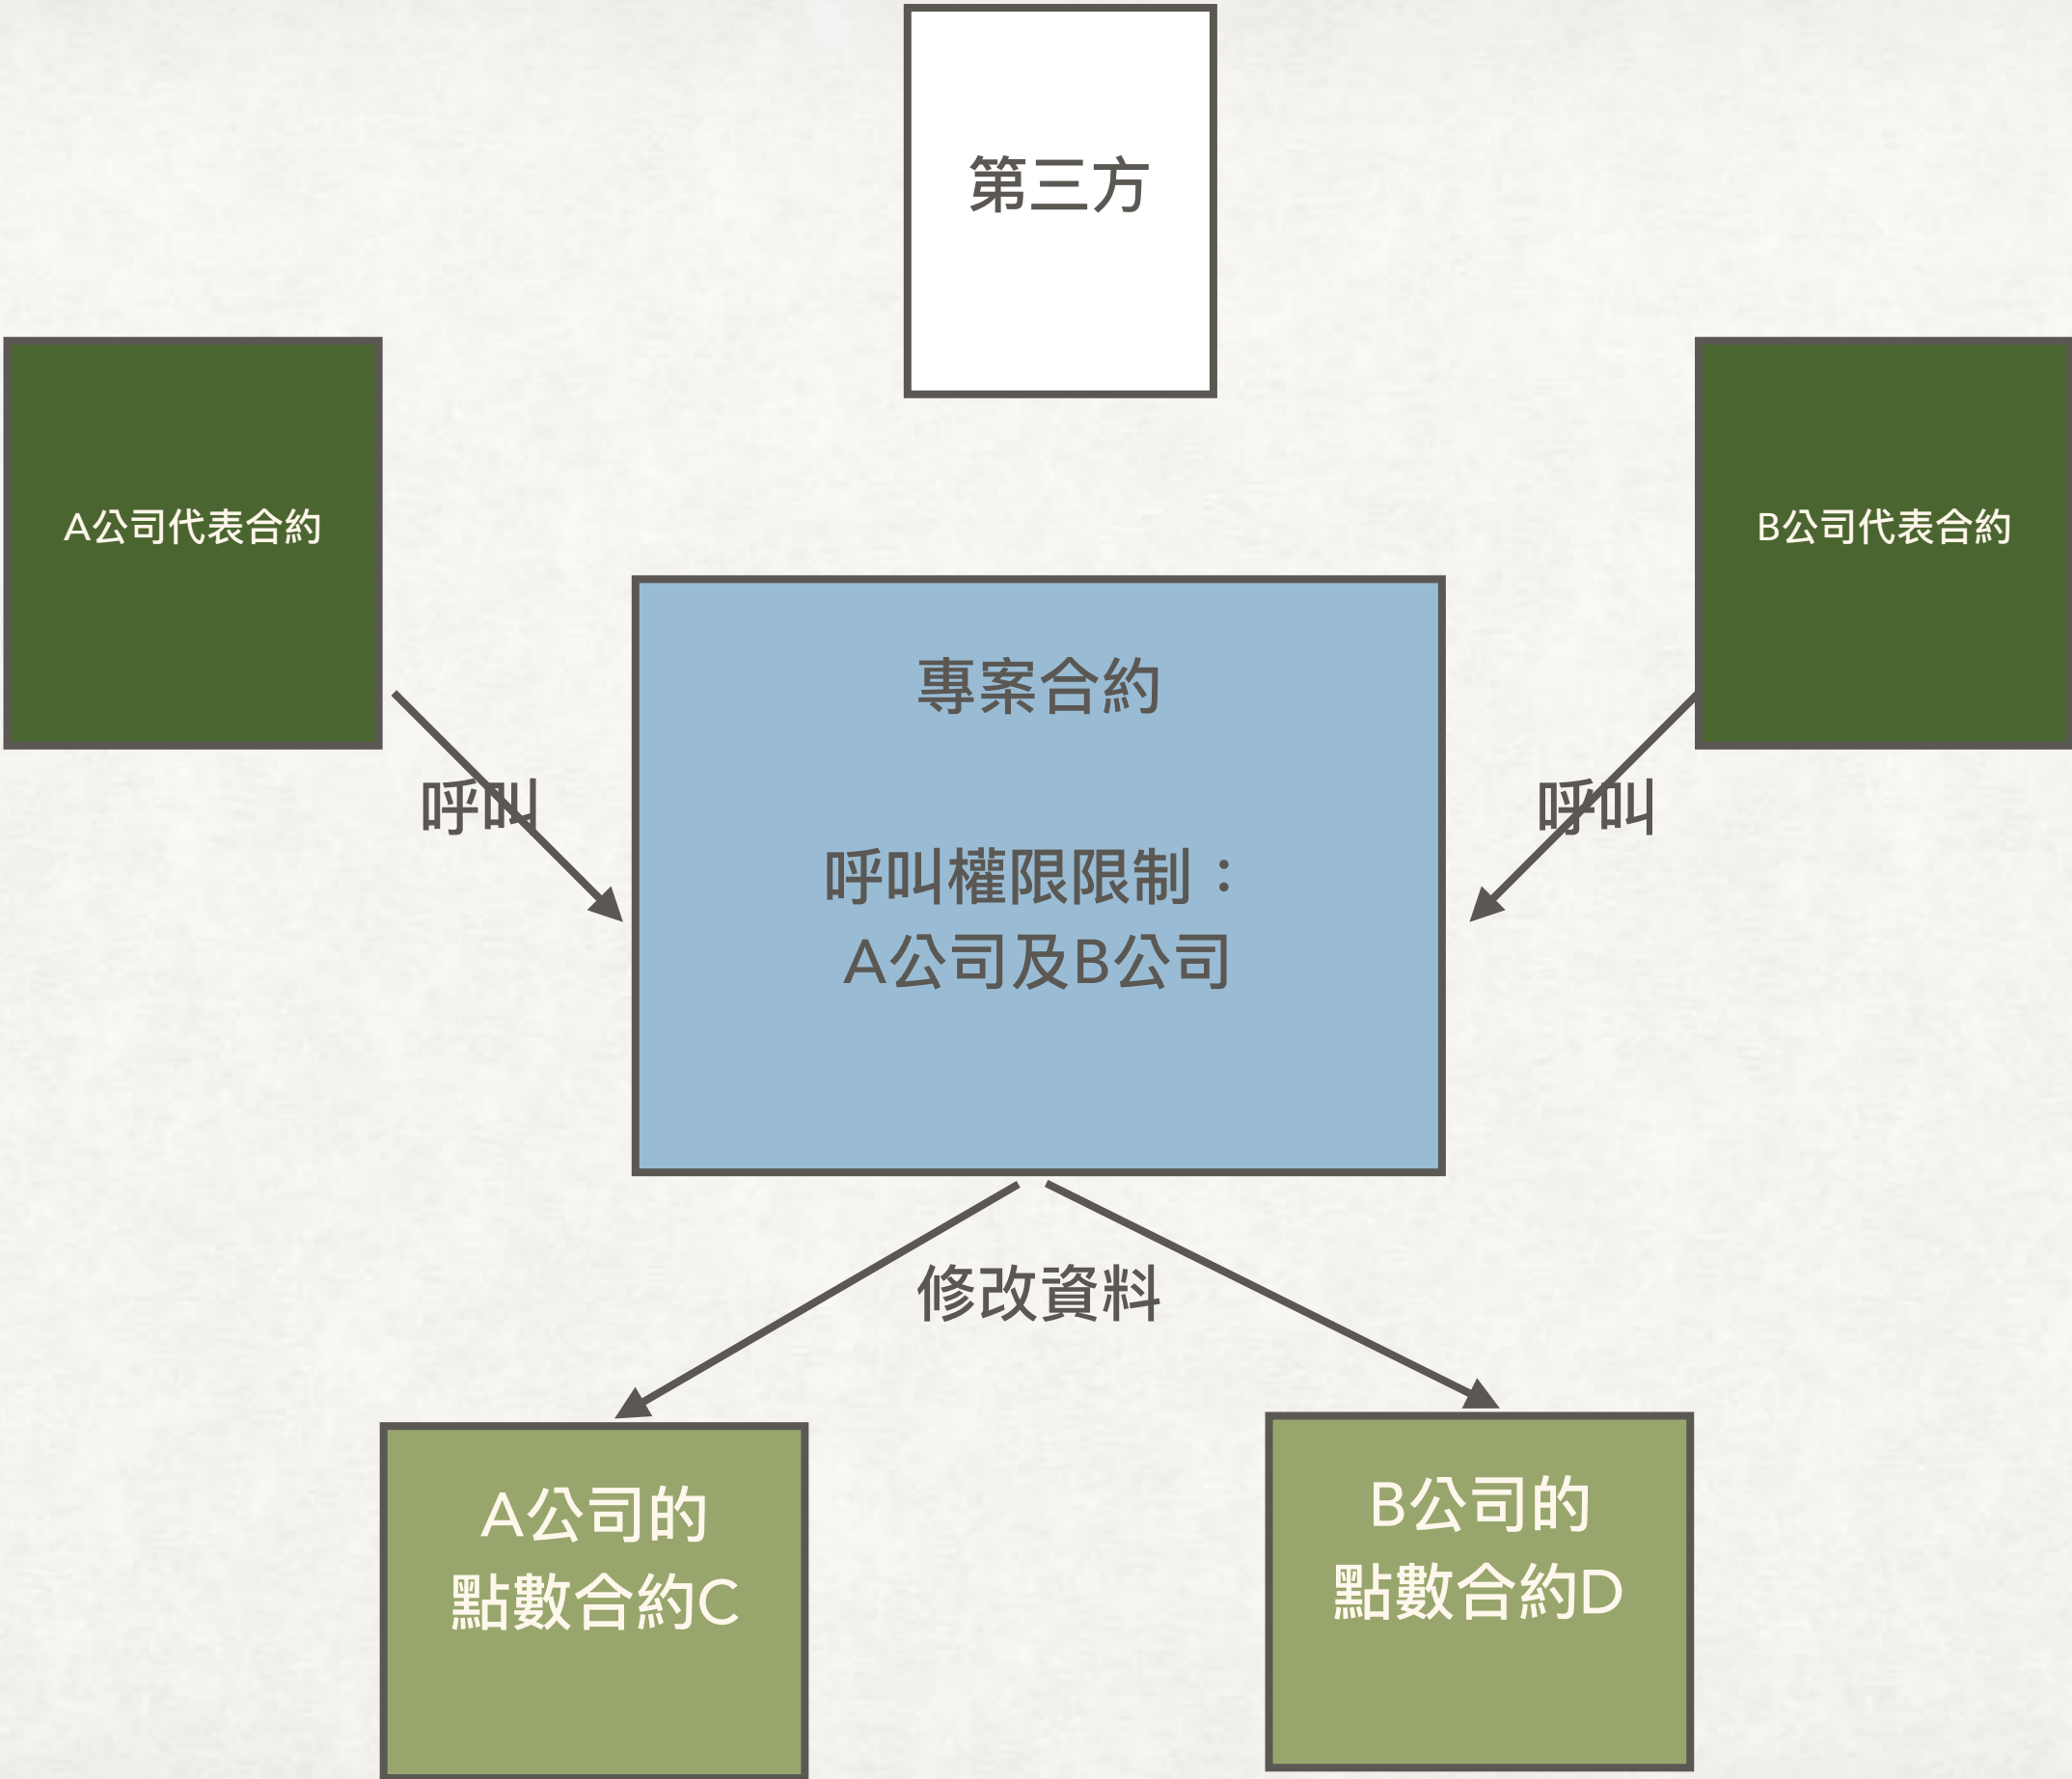 第三方
A公司代表合約
B公司代表合約
專案合約
呼叫
呼叫
呼叫權限限制：
A公司及B公司
修改資料
A公司的
點數合約C
B公司的
點數合約D